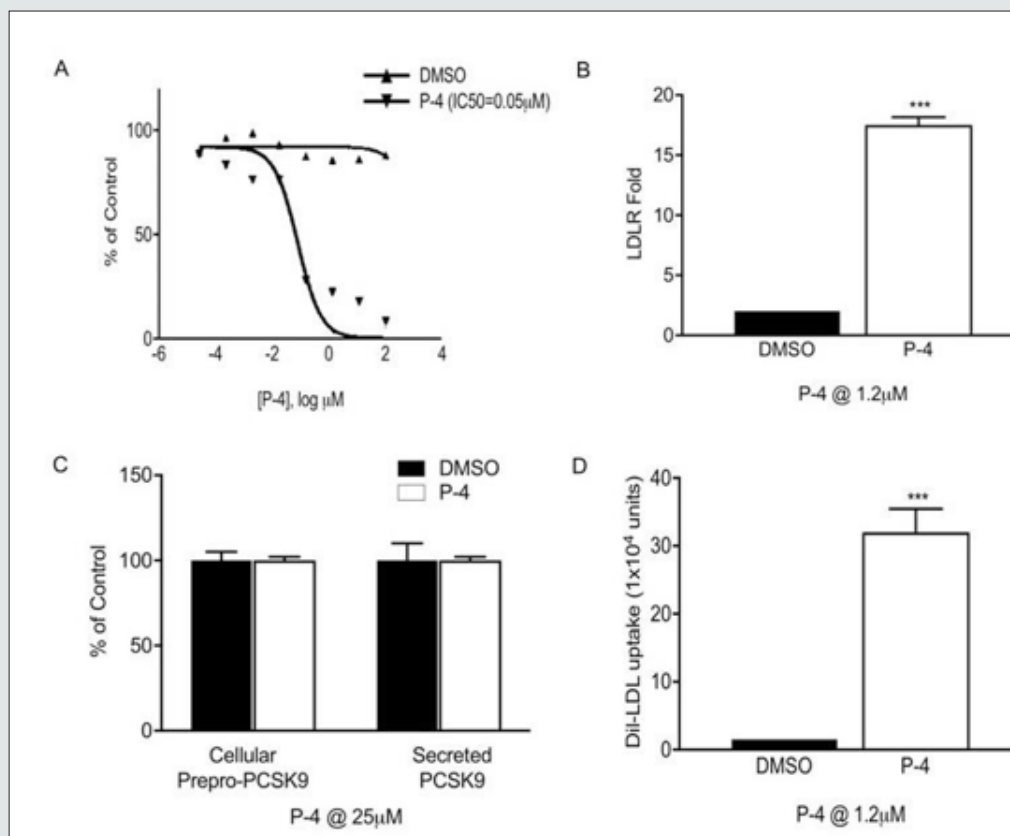 A
DMSO
P-4 (IC50=0.05μM)
% of Control
100
50
0
-6
-4
-2
0
2
4
[P-4], log μM
B
LDLR Fold
20
15
10
5
0
***
DMSO
P-4
P-4 @ 1.2μM
C
DMSO
P-4
% of Control
150
100
50
0
Cellular
Prepro-PCSK9
Secreted
PCSK9
P-4 @ 25μM
D
Dil-LDL uptake (1x10⁴ units)
40
30
20
10
0
***
DMSO
P-4
P-4 @ 1.2μM